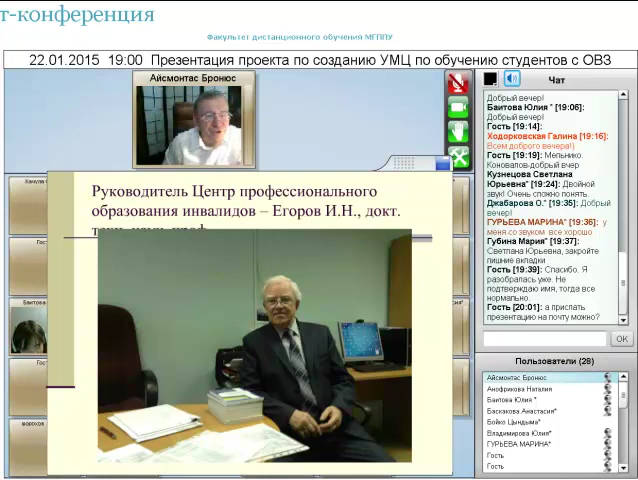 т-конференция
Факультет дистанционного обучения МГППУ
22.01.2015 19:00 Презентация проекта по созданию УМЦ по обучению студентов с ОВЗ
Айсмонтас Бронюс
Руководитель Центр профессионального
образования инвалидов – Егоров И.Н., докт.
Чат
Добрый вечер!
Баитова Юлия * [19:06]:
Добрый вечер!
Гость [19:14]:
Ходорковская Галина [19:16]:
Всем доброго вечера!)
Гость [19:19]: Мельнико.
Коновалов-добрый вчер
Кузнецова Светлана
Юрьевна* [19:24]: Двойной
звук! Очень сложно понять.
Джабарова О.* [19:35]: Добрый
вечер!
ГУРЬЕВА МАРИНА* [19:36]: у
меня со звуком все хорошо
Губина Мария* [19:37]:
Светлана Юрьевна, закройте
лишние вкладки
Гость [19:39]: Спасибо. Я
разобралась уже. Не
подтверждаю имя, тогда все
нормально.
Гость [20:01]: а прислать
презентацию на почту можно?
OK
Пользователи (28)
Айсмонтас Бронюс
Анофрикова Наталия
Баитова Юлия *
Баскакова Анастасия*
Бойко Цындыма*
Владимирова Юлия*
ГУРЬЕВА МАРИНА*
Гость
Гость